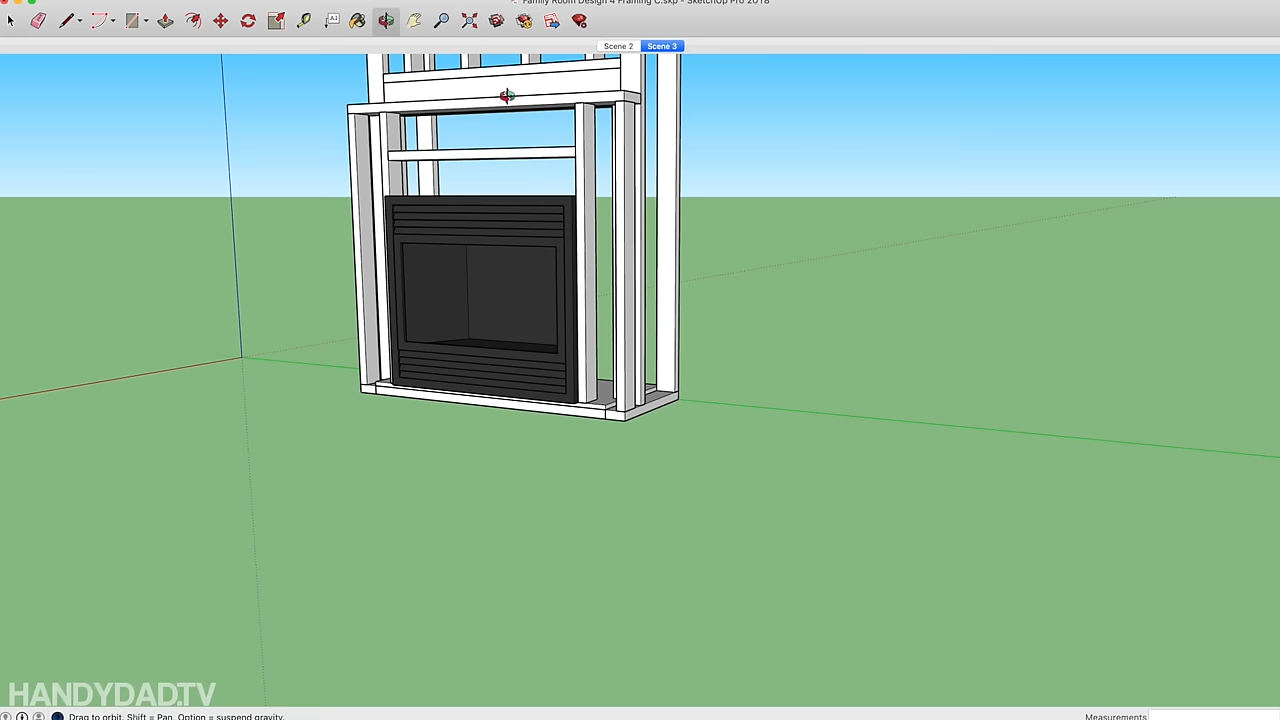 Family Room Design 4 Framing C.skp - SketchUp Pro 2018
Scene 2
Scene 3
HANDYDAD.TV
Drag to orbit. Shift = Pan, Option = suspend gravity.
Measurements